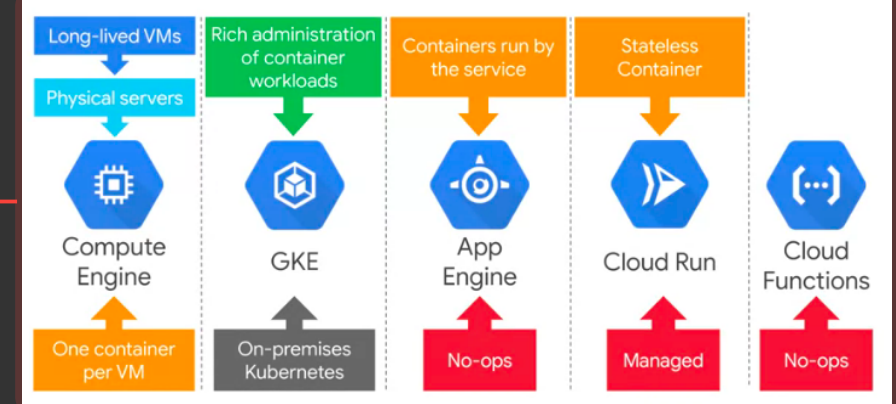 Long-lived VMs
Physical servers
Compute
Engine
One container
per VM
Rich administration
of container
workloads
GKE
On-premises
Kubernetes
Containers run by
the service
App
Engine
No-ops
Stateless
Container
Cloud Run
Managed
Cloud
Functions
No-ops